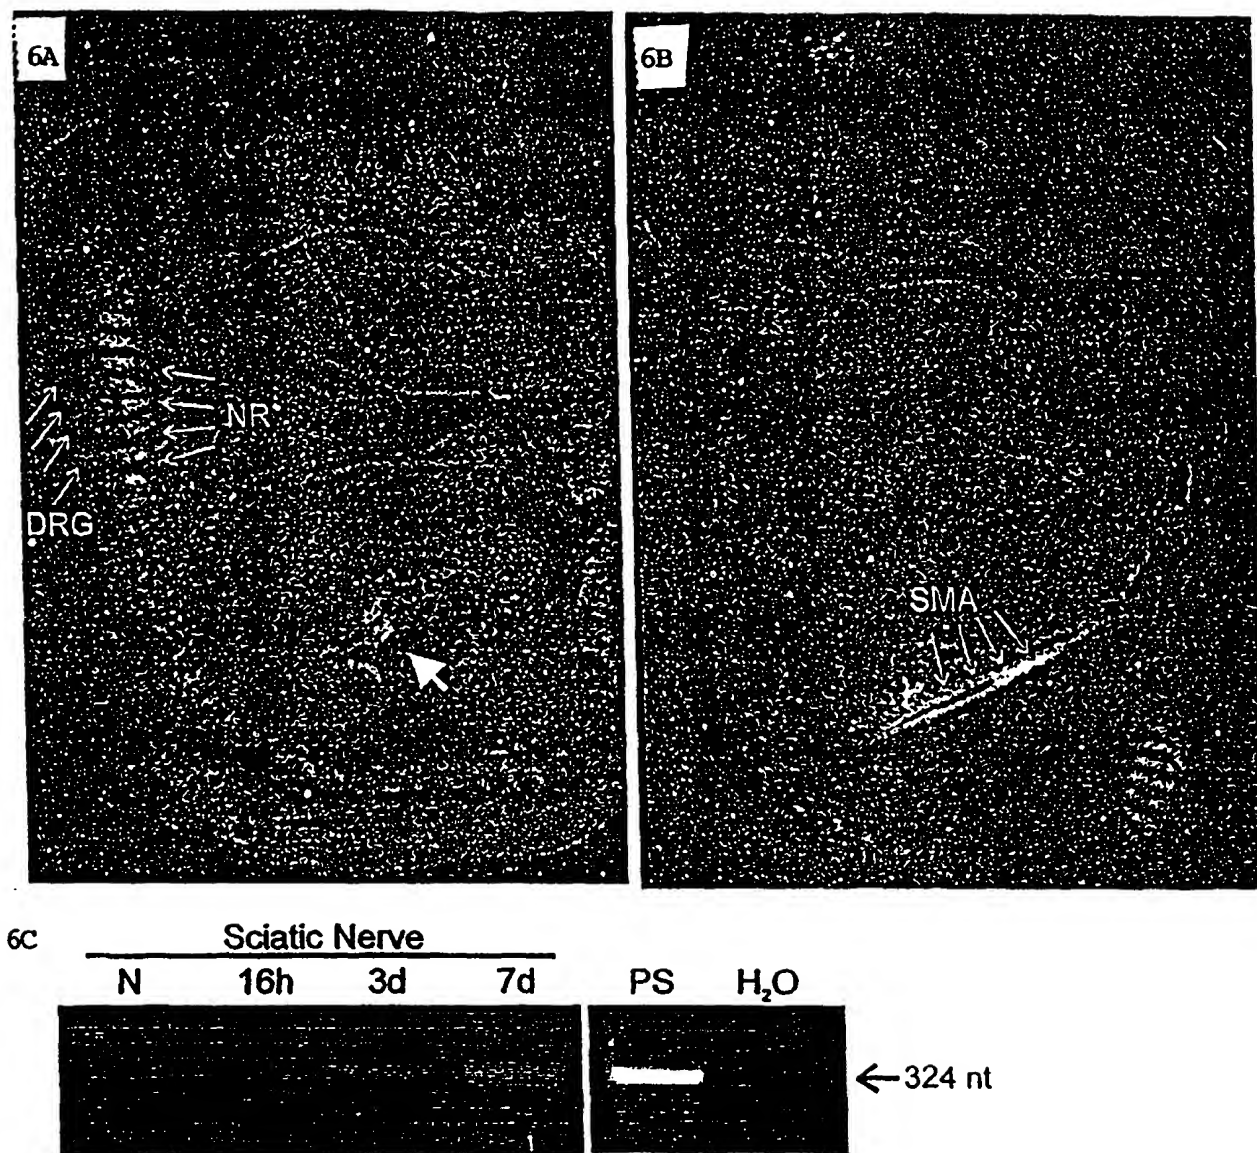 6A
6B
NR
DRG
SMA
6C
Sciatic Nerve
N 16h 3d 7d PS H₂O
324 nt